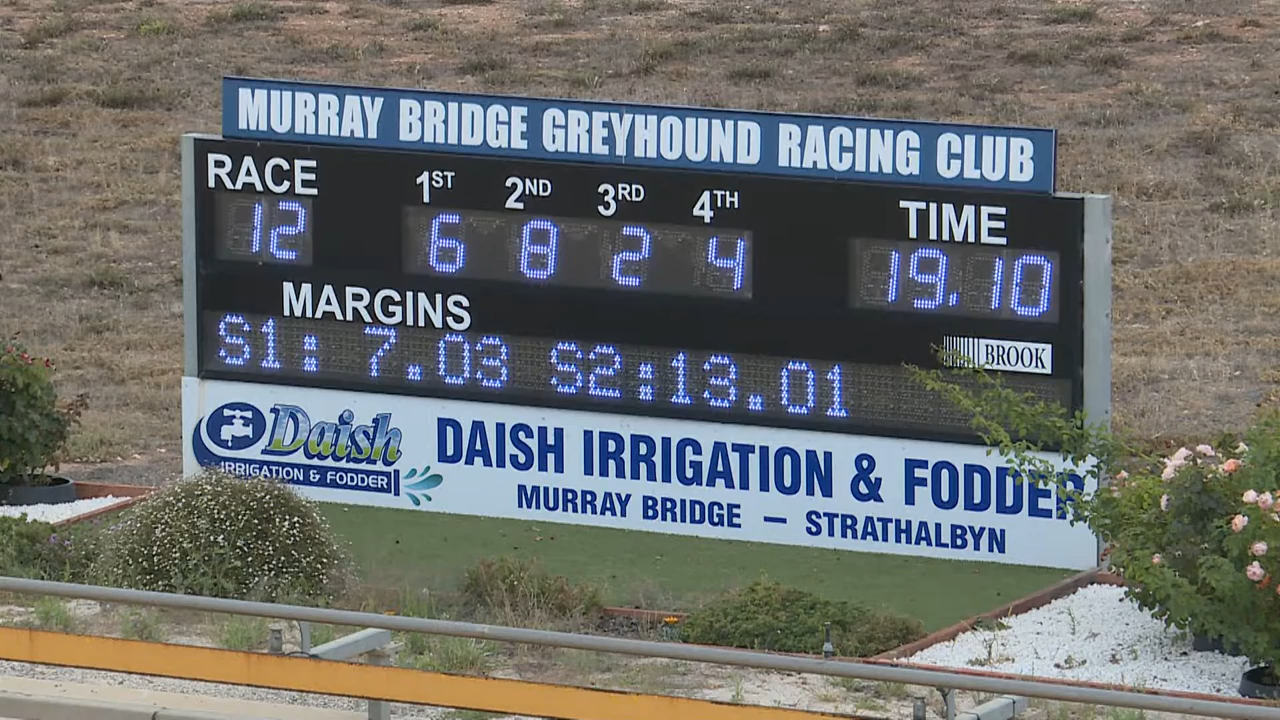 MURRAY BRIDGE GREYHOUND RACING CLUB
RACE 1ST 2ND 3RD 4TH TIME
12 6 8 2 4 19.10
MARGINS
S1: 7.03 S2:13.01
BROOK
Daish
IRRIGATION & FODDER
DAISH IRRIGATION & FODDER
MURRAY BRIDGE – STRATHALBYN